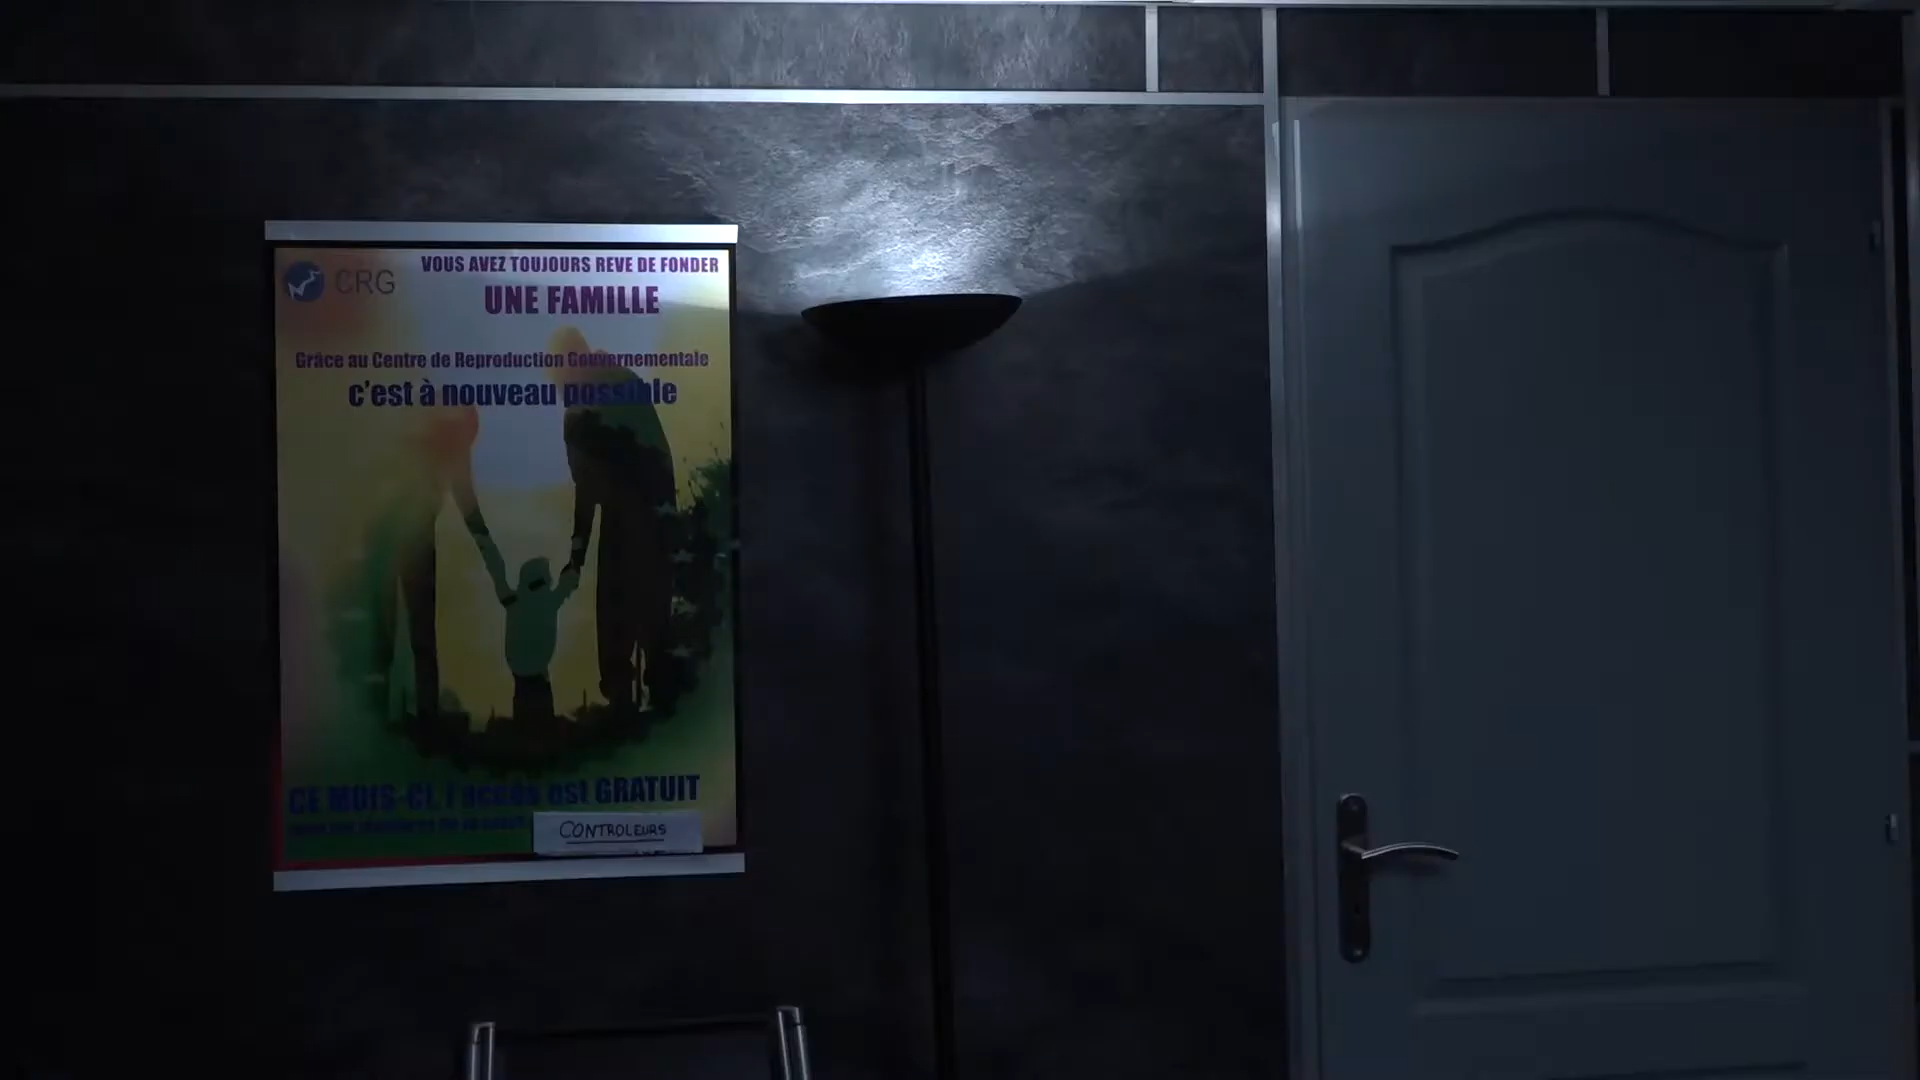 CRG
VOUS AVEZ TOUJOURS REVE DE FONDER
UNE FAMILLE
Grâce au Centre de Reproduction Gouvernementale
c'est à nouveau possible
CE MOIS-CI, l'accès est GRATUIT
CONTROLEURS